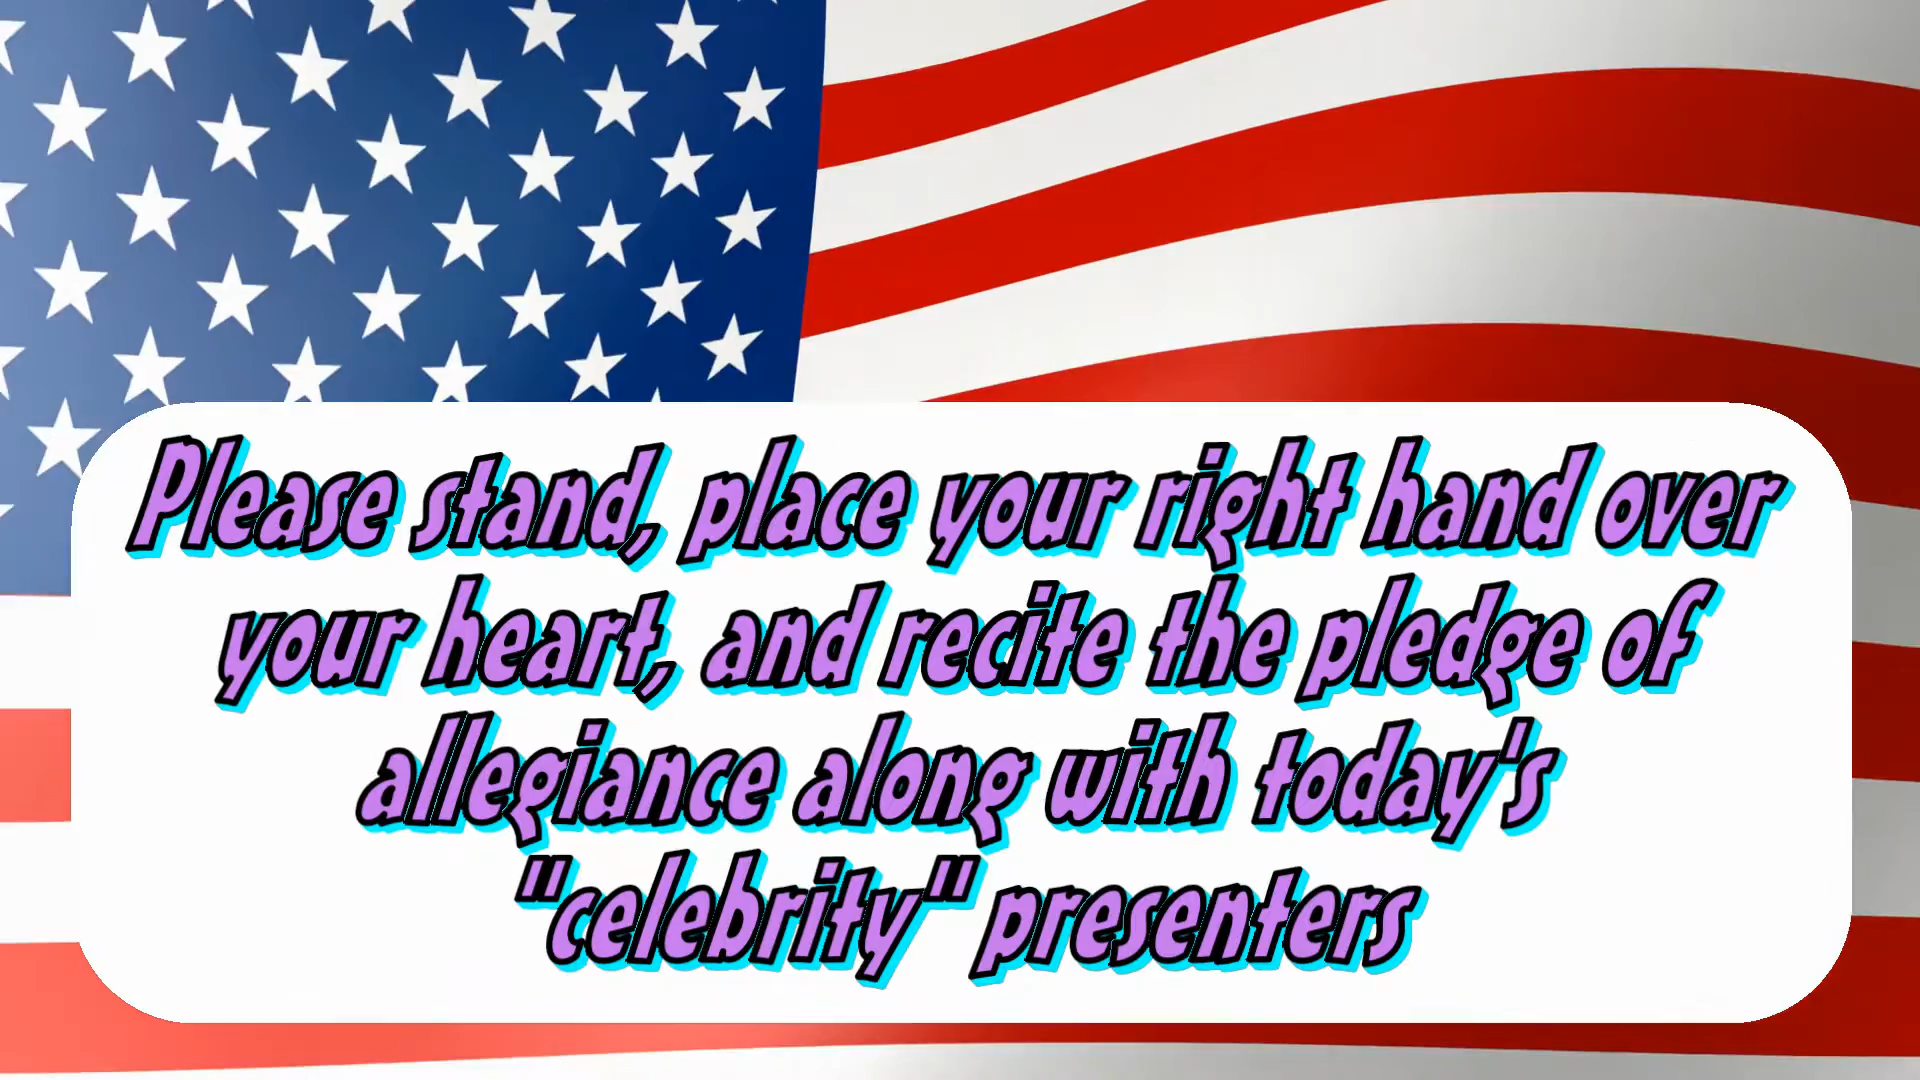 Please stand, place your right hand over
your heart, and recite the pledge of
allegiance along with today's
"celebrity" presenters